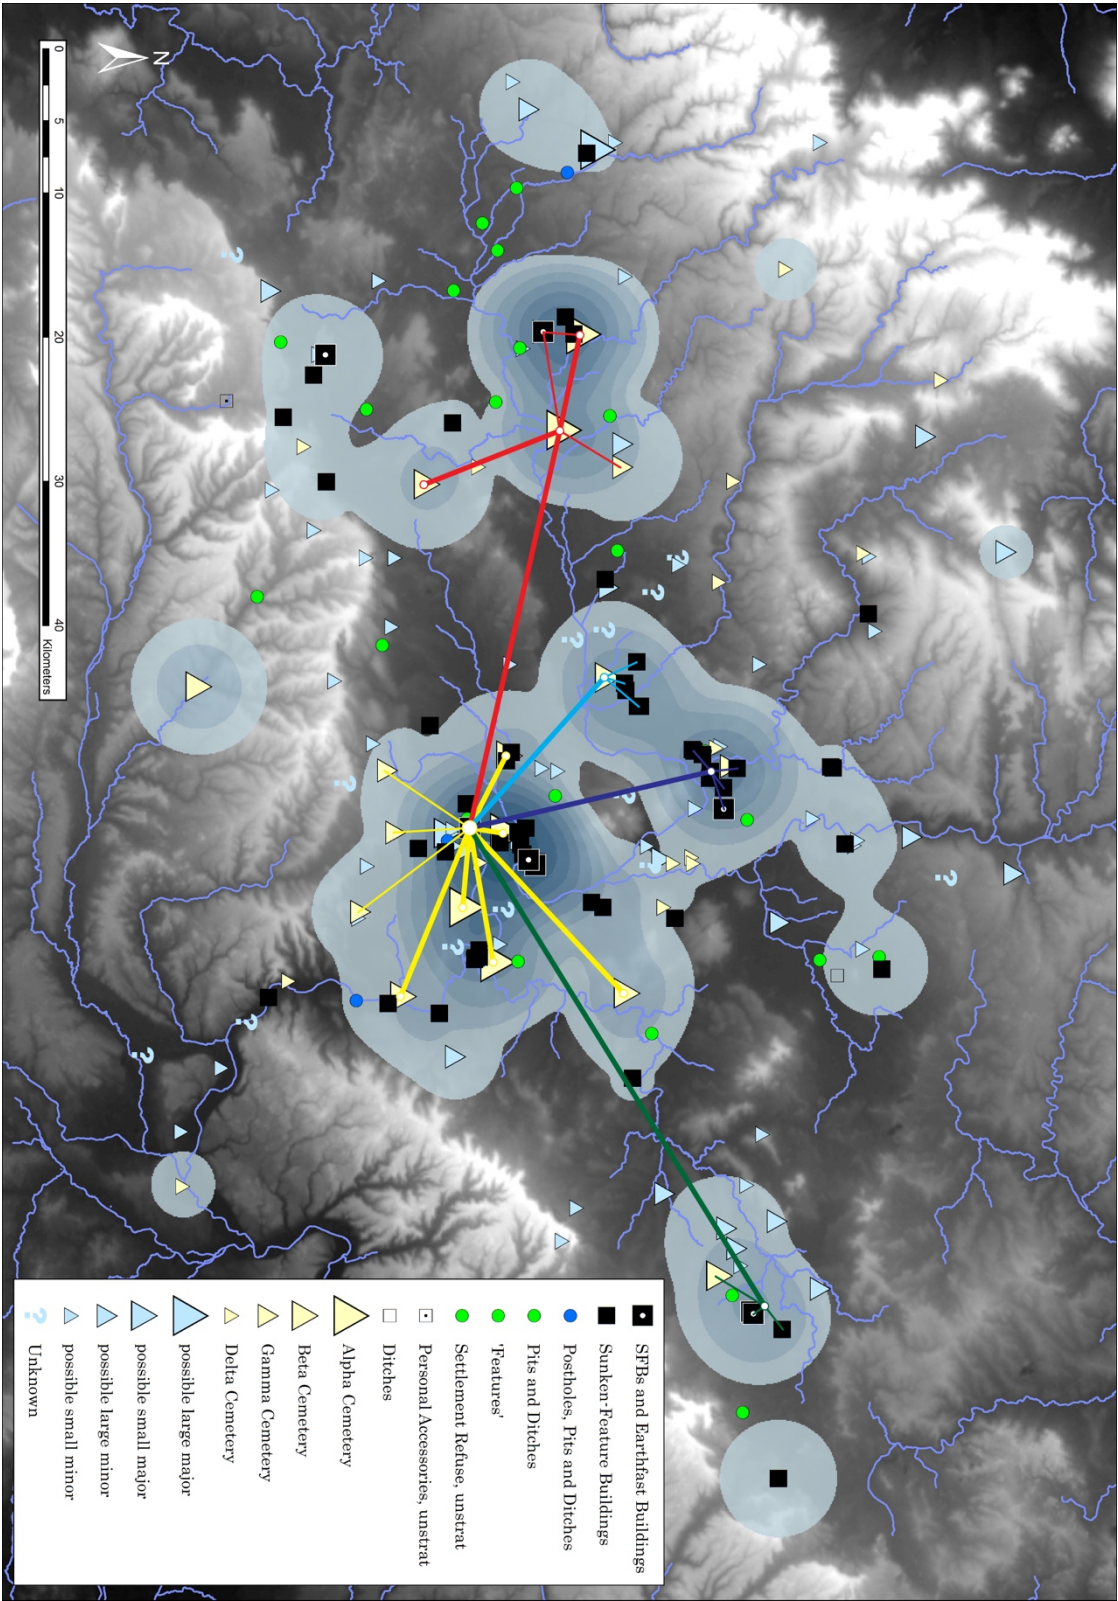 N
0 5 10 20 30 40
Kilometers
SFBs and Earthfast Buildings
Sunken-Feature Buildings
Postholes, Pits and Ditches
Pits and Ditches
'Features'
Settlement Refuse, unstrat
Personal Accessories, unstrat
Ditches
Alpha Cemetery
Beta Cemetery
Gamma Cemetery
Delta Cemetery
possible large major
possible small major
possible large minor
possible small minor
? Unknown
?
?
?
?
?
?
?
?
?
?
?
?
?
?